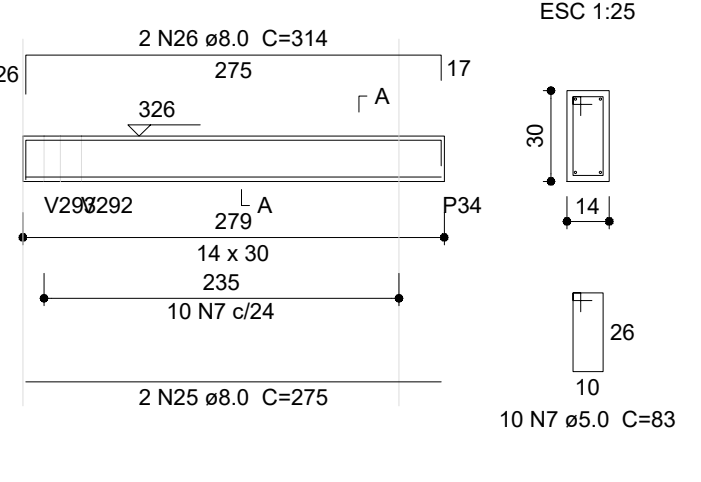 ESC 1:25
2 N26 ø8.0 C=314
26
275
17
A
326
30
V292
A
P34
14
279
14 x 30
235
10 N7 c/24
26
10
2 N25 ø8.0 C=275
10 N7 ø5.0 C=83